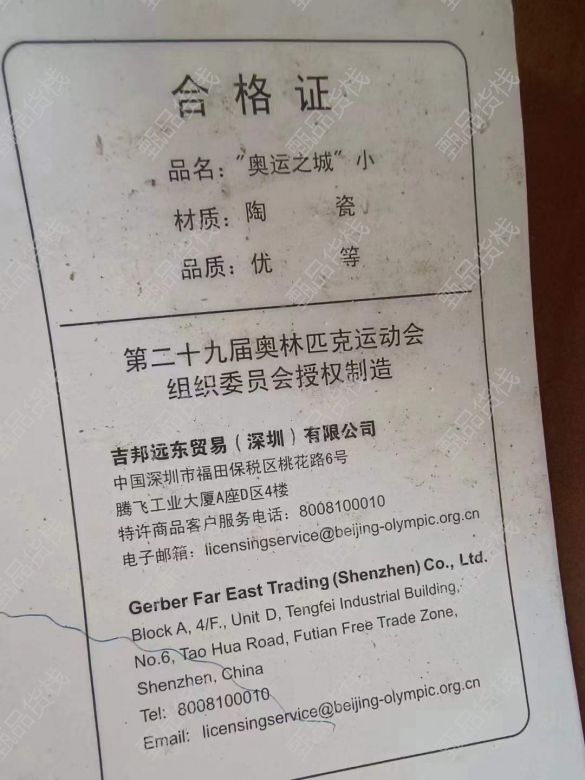 合格证
品名："奥运之城"小
材质：陶 瓷
品质：优 等
第二十九届奥林匹克运动会
组织委员会授权制造
吉邦远东贸易（深圳）有限公司
中国深圳市福田保税区桃花路6号
腾飞工业大厦A座D区4楼
特许商品客户服务电话：8008100010
电子邮箱：licensingservice@beijing-olympic.org.cn
Gerber Far East Trading (Shenzhen) Co., Ltd.
Block A, 4/F., Unit D, Tengfei Industrial Building,
No.6, Tao Hua Road, Futian Free Trade Zone,
Shenzhen, China
Tel: 8008100010
Email: licensingservice@beijing-olympic.org.cn
甄品货栈